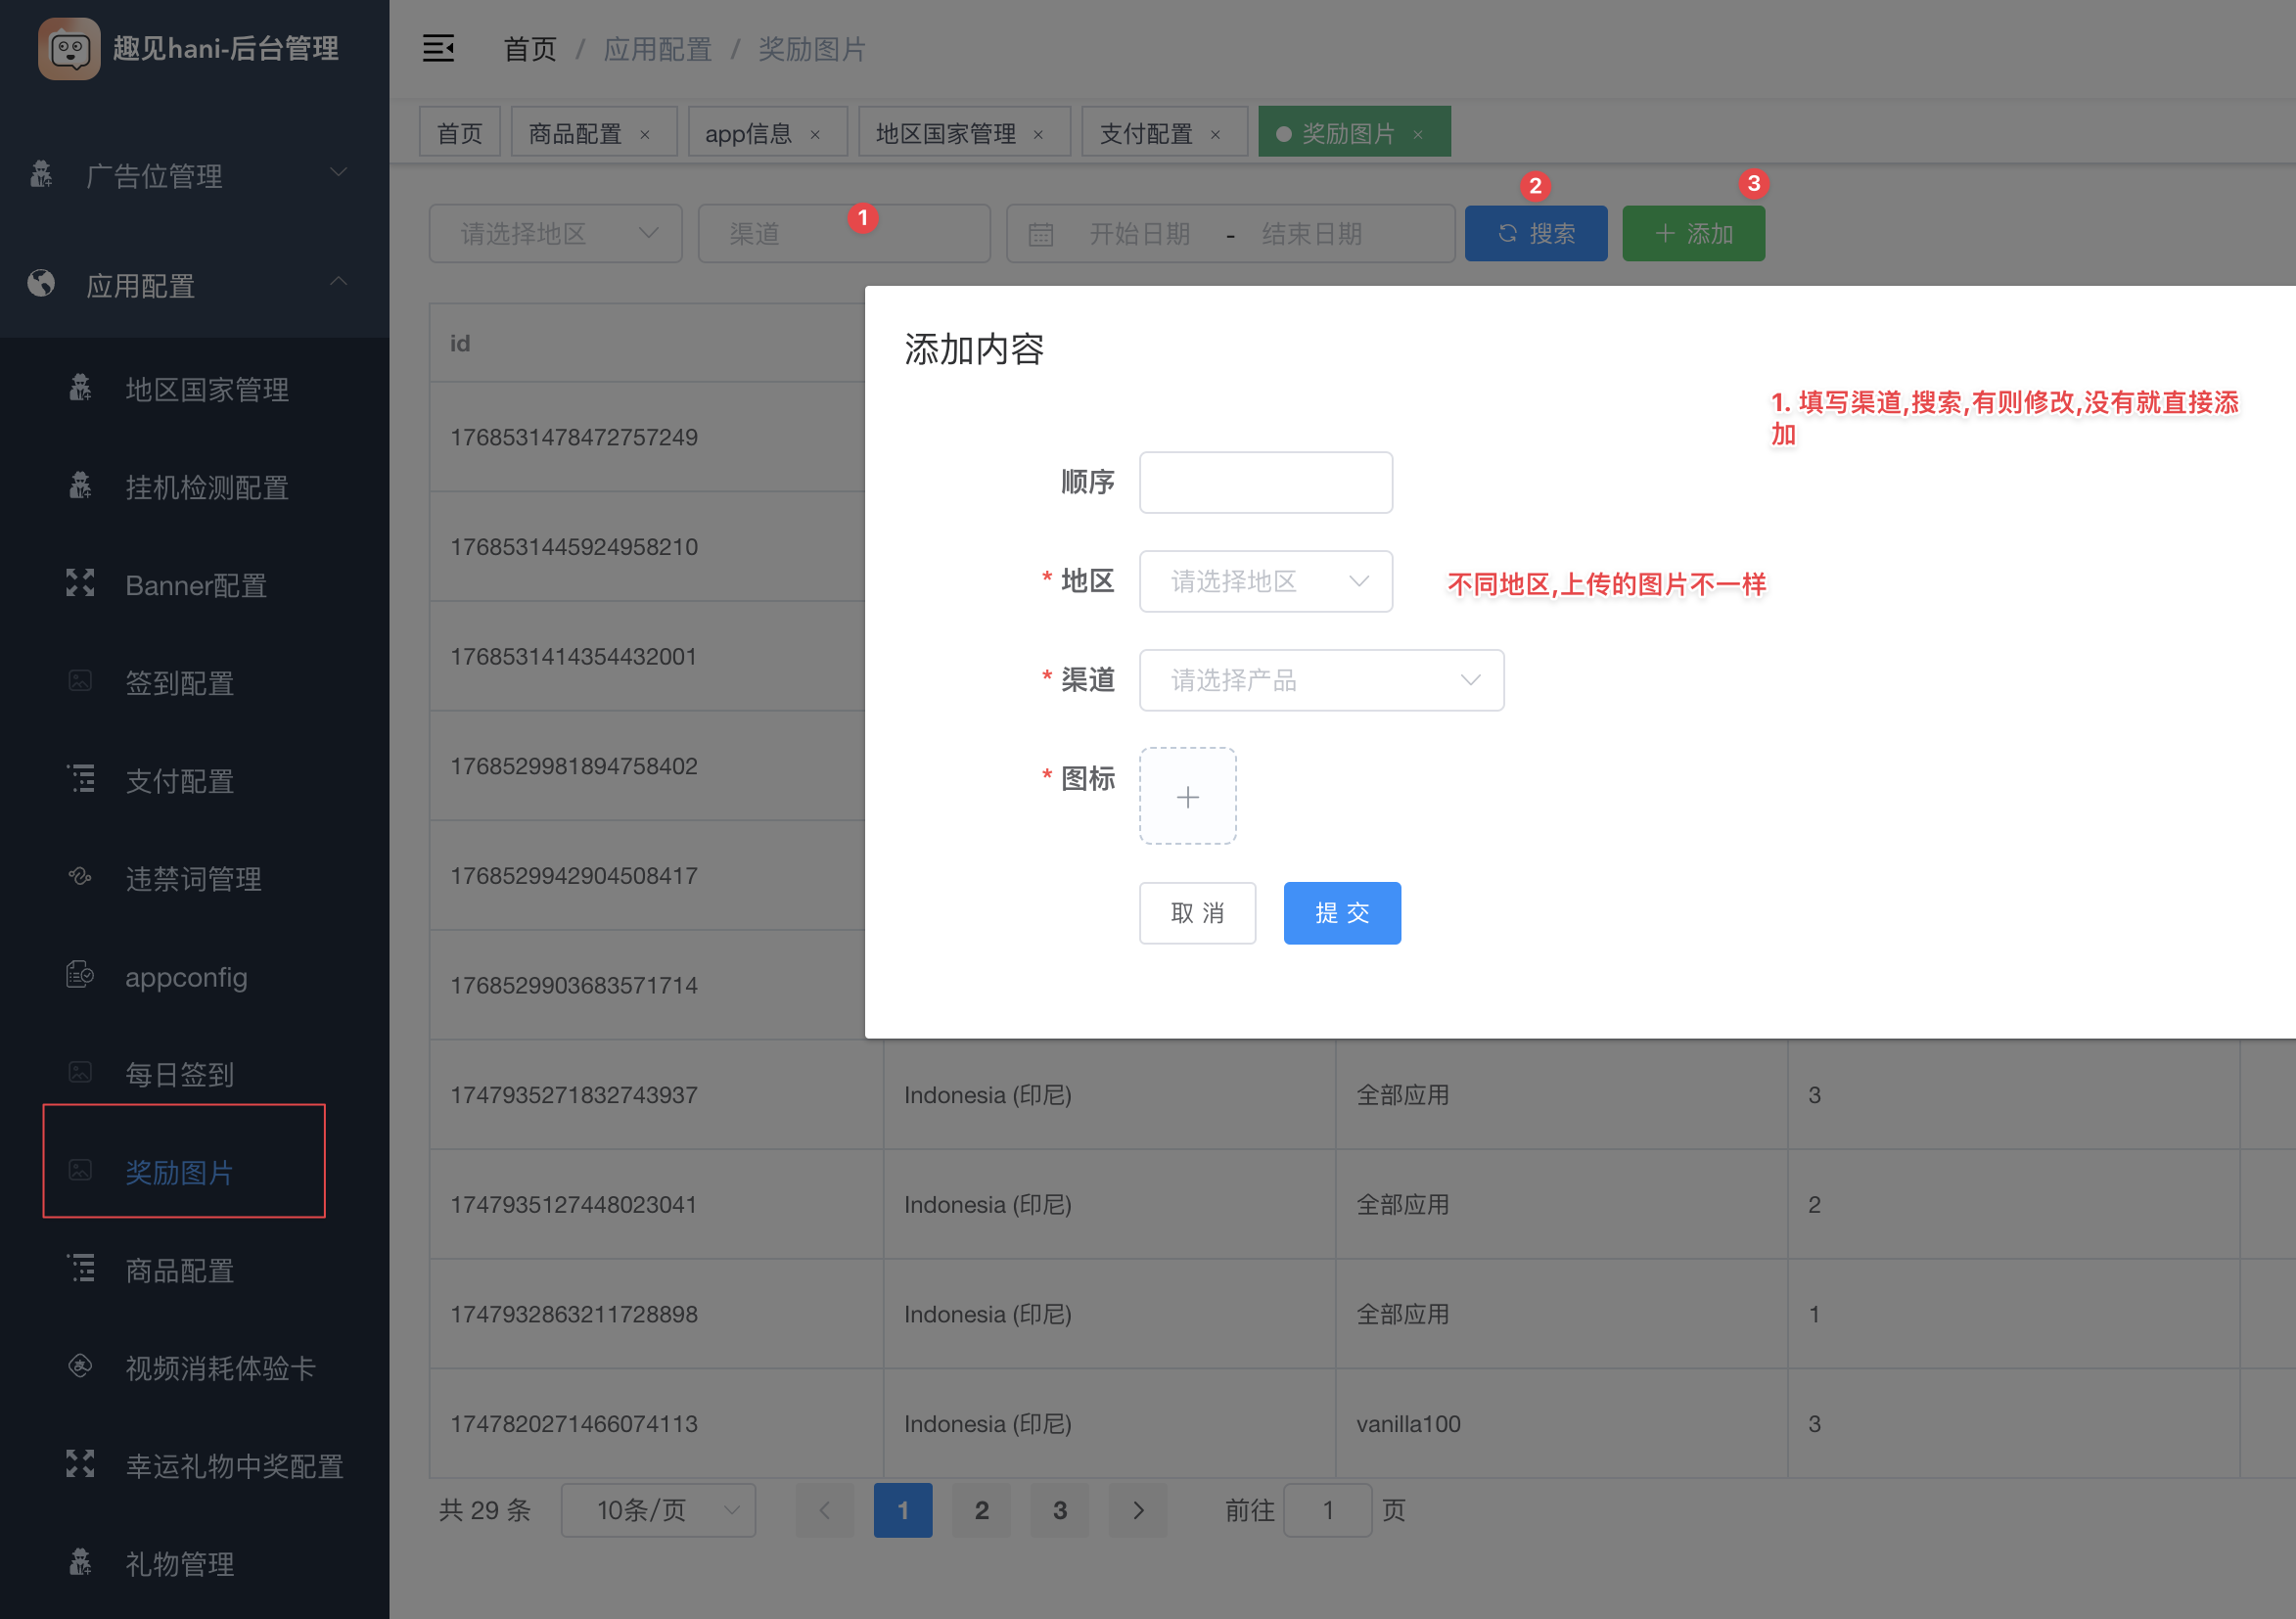 趣见hani-后台管理
广告位管理
应用配置
地区国家管理
挂机检测配置
Banner配置
签到配置
支付配置
违禁词管理
appconfig
每日签到
奖励图片
商品配置
视频消耗体验卡
幸运礼物中奖配置
礼物管理
首页 / 应用配置 / 奖励图片
首页 商品配置 × app信息 × 地区国家管理 × 支付配置 × 奖励图片 ×
2 3
请选择地区 渠道 1 开始日期 - 结束日期 搜索 添加
id
1768531478472757249
1768531445924958210
1768531414354432001
1768529981894758402
1768529942904508417
1768529903683571714
添加内容
1. 填写渠道,搜索,有则修改,没有就直接添
加
顺序
* 地区 请选择地区 不同地区,上传的图片不一样
* 渠道 请选择产品
* 图标
取 消 提 交
1747935271832743937 Indonesia (印尼) 全部应用 3
1747935127448023041 Indonesia (印尼) 全部应用 2
1747932863211728898 Indonesia (印尼) 全部应用 1
1747820271466074113 Indonesia (印尼) vanilla100 3
共 29 条 10条/页 1 2 3 前往 1 页